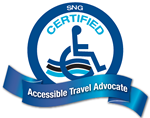 SNG
CERTIFIED
Accessible Travel Advocate